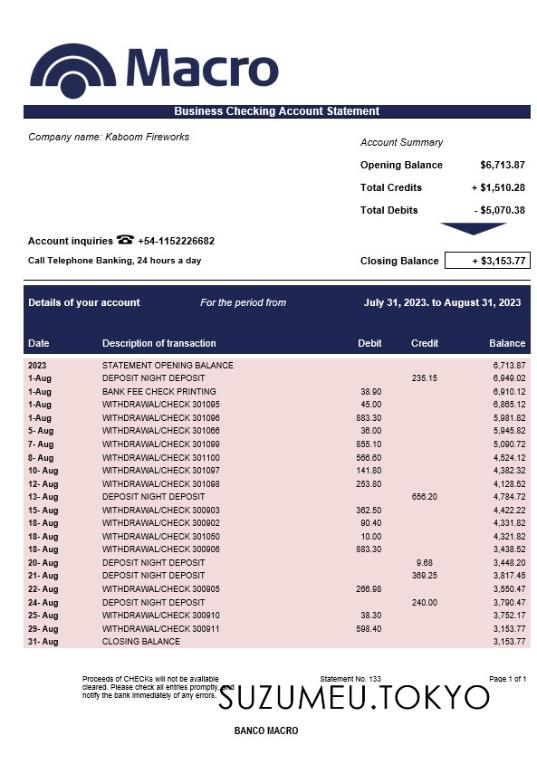 Macro
Business Checking Account Statement
Company name: Kaboom Fireworks
Account Summary
Opening Balance $6,713.87
Total Credits + $1,510.28
Total Debits - $5,070.38
Account inquiries ☎ +54-1152226682
Call Telephone Banking, 24 hours a day
Closing Balance + $3,153.77
Details of your account For the period from July 31, 2023. to August 31, 2023
Date Description of transaction Debit Credit Balance
2023 STATEMENT OPENING BALANCE 6,713.87
1-Aug DEPOSIT NIGHT DEPOSIT 235.15 6,949.02
1-Aug BANK FEE CHECK PRINTING 38.90 6,910.12
1-Aug WITHDRAWAL/CHECK 301095 45.00 6,865.12
1-Aug WITHDRAWAL/CHECK 301096 883.30 5,981.82
5- Aug WITHDRAWAL/CHECK 301066 36.00 5,945.82
7- Aug WITHDRAWAL/CHECK 301099 855.10 5,090.72
8- Aug WITHDRAWAL/CHECK 301100 566.60 4,524.12
10- Aug WITHDRAWAL/CHECK 301097 141.80 4,382.32
12- Aug WITHDRAWAL/CHECK 301098 253.80 4,128.52
13- Aug DEPOSIT NIGHT DEPOSIT 656.20 4,784.72
15- Aug WITHDRAWAL/CHECK 300903 362.50 4,422.22
18- Aug WITHDRAWAL/CHECK 300902 90.40 4,331.82
18- Aug WITHDRAWAL/CHECK 301050 10.00 4,321.82
18- Aug WITHDRAWAL/CHECK 300906 883.30 3,438.52
20- Aug DEPOSIT NIGHT DEPOSIT 9.68 3,448.20
21- Aug DEPOSIT NIGHT DEPOSIT 369.25 3,817.45
22- Aug WITHDRAWAL/CHECK 300905 266.98 3,550.47
24- Aug DEPOSIT NIGHT DEPOSIT 240.00 3,790.47
25- Aug WITHDRAWAL/CHECK 300910 38.30 3,752.17
29- Aug WITHDRAWAL/CHECK 300911 598.40 3,153.77
31- Aug CLOSING BALANCE 3,153.77
Proceeds of CHECKs will not be available Statement No. 133 Page 1 of 1
cleared. Please check all entries promptly, and
notify the bank immediately of any errors.
SUZUMEU.TOKYO
BANCO MACRO